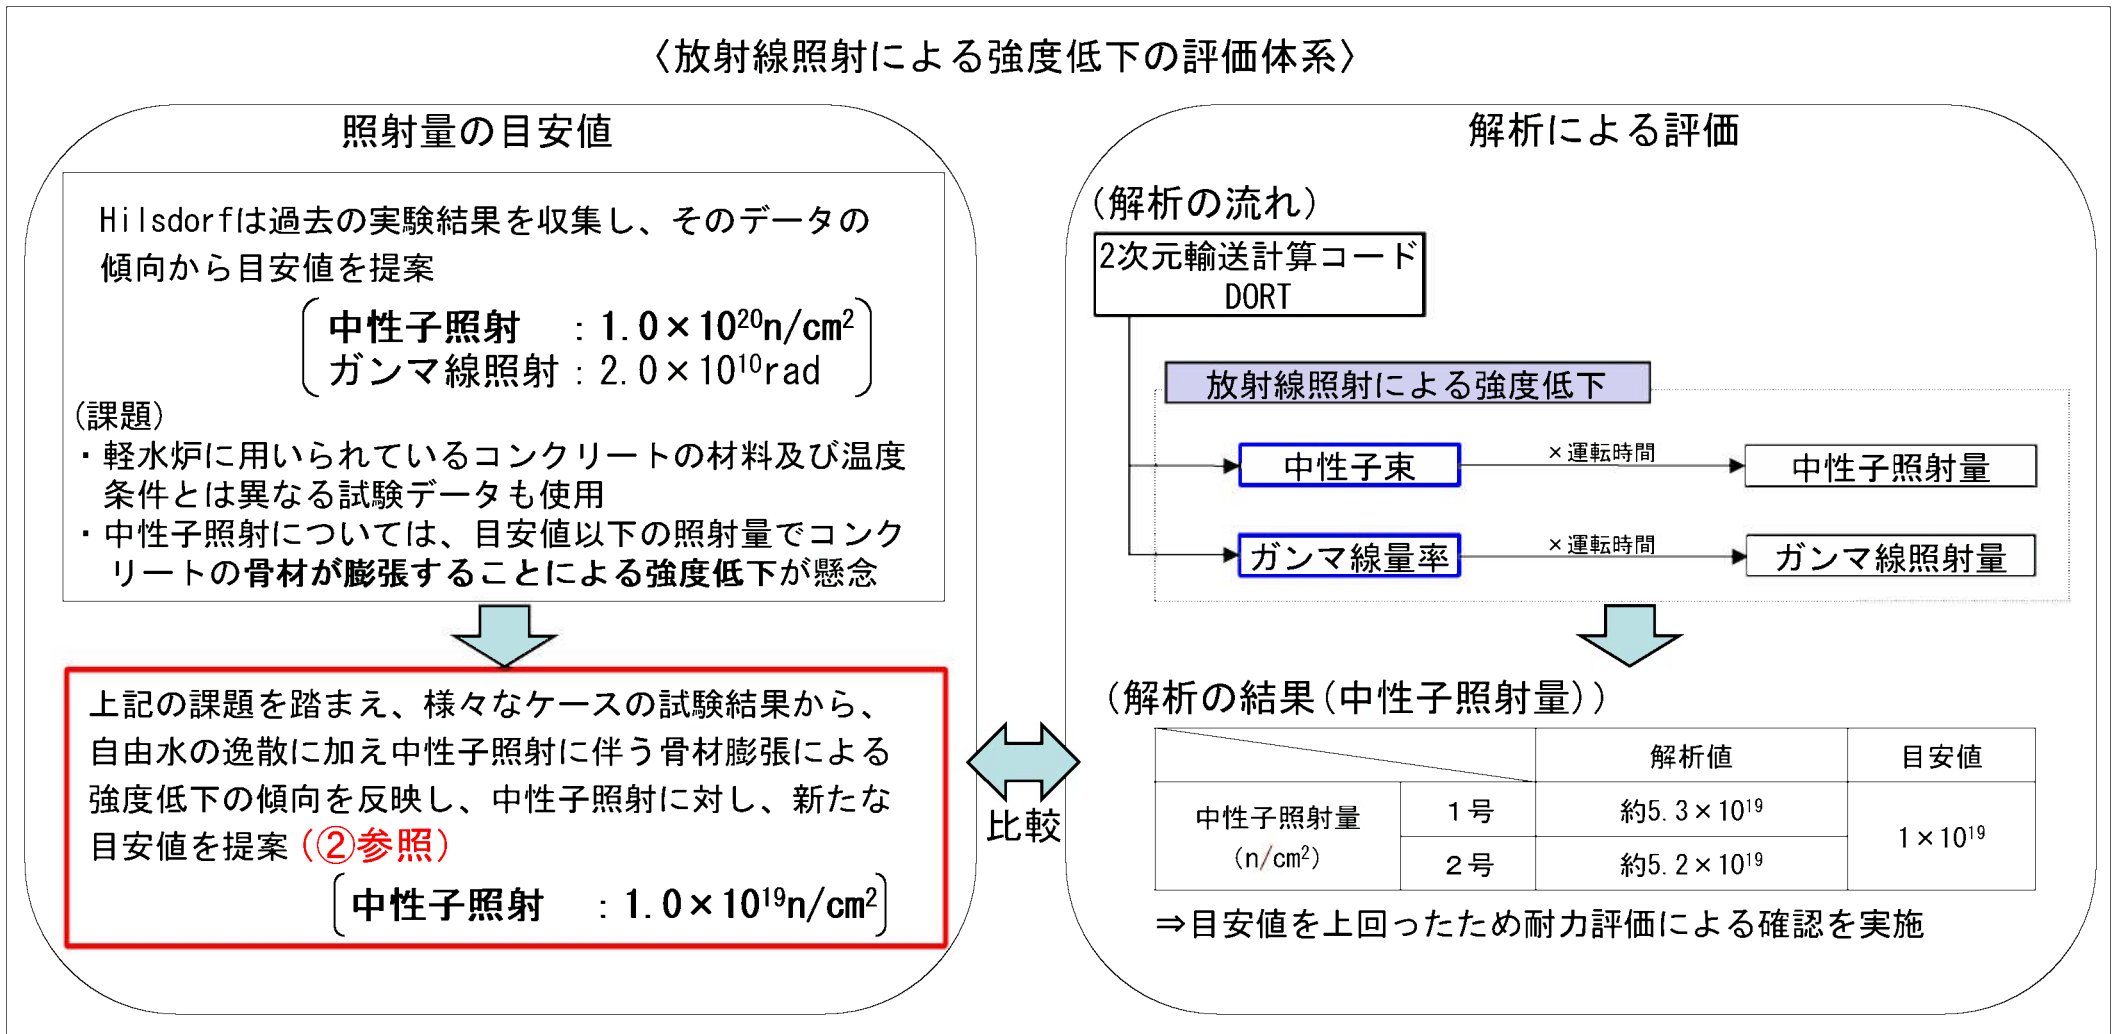 〈放射線照射による強度低下の評価体系〉
照射量の目安値
Hilsdorfは過去の実験結果を収集し、そのデータの
傾向から目安値を提案
中性子照射　：1.0×10²⁰n/cm²
ガンマ線照射：2.0×10¹⁰rad
(課題)
・軽水炉に用いられているコンクリートの材料及び温度
条件とは異なる試験データも使用
・中性子照射については、目安値以下の照射量でコンク
リートの骨材が膨張することによる強度低下が懸念
上記の課題を踏まえ、様々なケースの試験結果から、
自由水の逸散に加え中性子照射に伴う骨材膨張による
強度低下の傾向を反映し、中性子照射に対し、新たな
目安値を提案(②参照)
中性子照射　：1.0×10¹⁹n/cm²
比較
解析による評価
(解析の流れ)
2次元輸送計算コード
DORT
放射線照射による強度低下
中性子束
×運転時間
中性子照射量
ガンマ線量率
×運転時間
ガンマ線照射量
(解析の結果(中性子照射量))
解析値
目安値
中性子照射量
(n/cm²)
1号
約5.3×10¹⁹
1×10¹⁹
2号
約5.2×10¹⁹
⇒目安値を上回ったため耐力評価による確認を実施